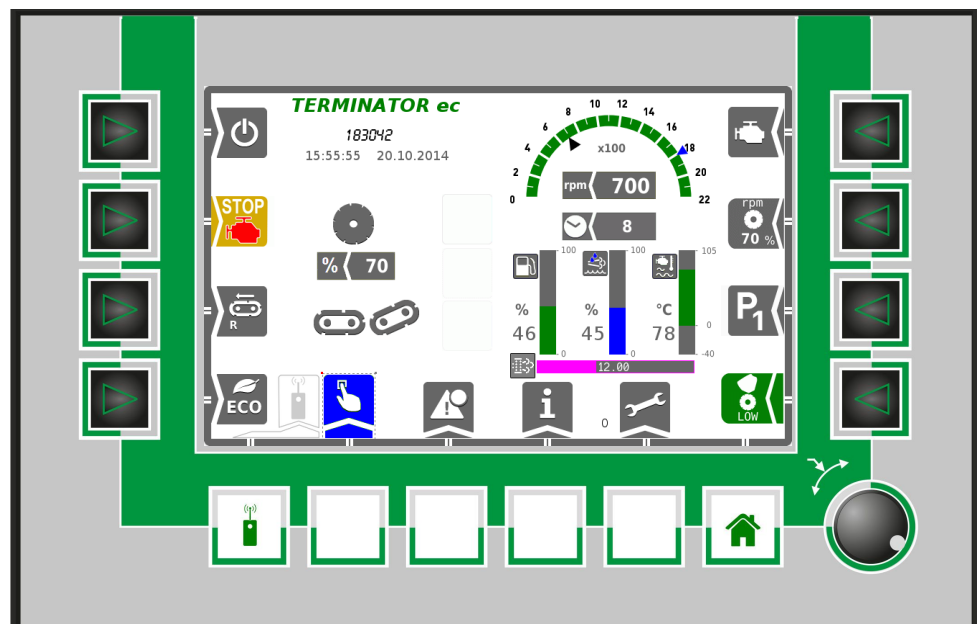 TERMINATOR ec
183042
15:55:55 20.10.2014
STOP
% 70
R
ECO
0 2 4 6 8 10 12 14 16 18 20 22
x100
rpm 700
8
100 100 105
% % °C
46 45 78
0 0 0 -40
12.00
i
0
rpm
70 %
P1
LOW